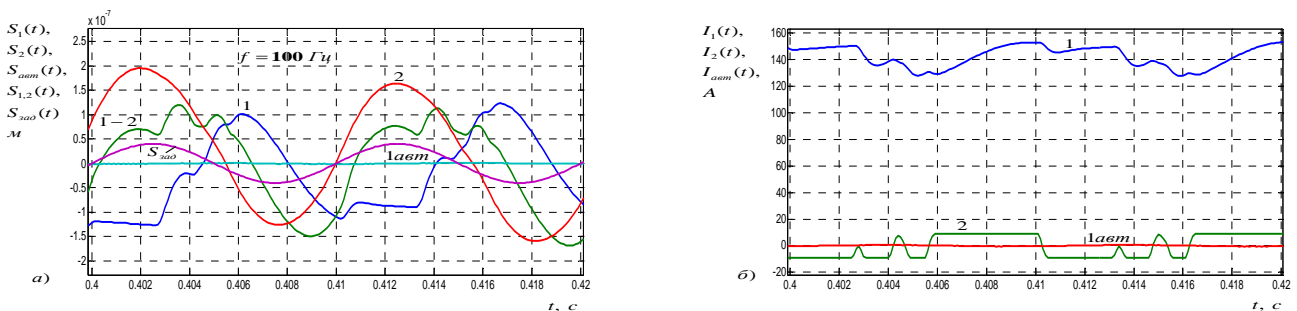 S₁(t),
S₂(t),
Sавт(t),
S₁,₂(t),
Sзад(t)
м
x 10⁻⁷
2.5
2
1.5
1
0.5
0
-0.5
-1
-1.5
-2
f = 100 Гц
2
1
1 − 2
Sзад
1авт
0.4 0.402 0.404 0.406 0.408 0.41 0.412 0.414 0.416 0.418 0.42
а)
t, с
I₁(t),
I₂(t),
Iавт(t),
А
160
140
120
100
80
60
40
20
0
-20
1
2
1авт
0.4 0.402 0.404 0.406 0.408 0.41 0.412 0.414 0.416 0.418 0.42
б)
t, с